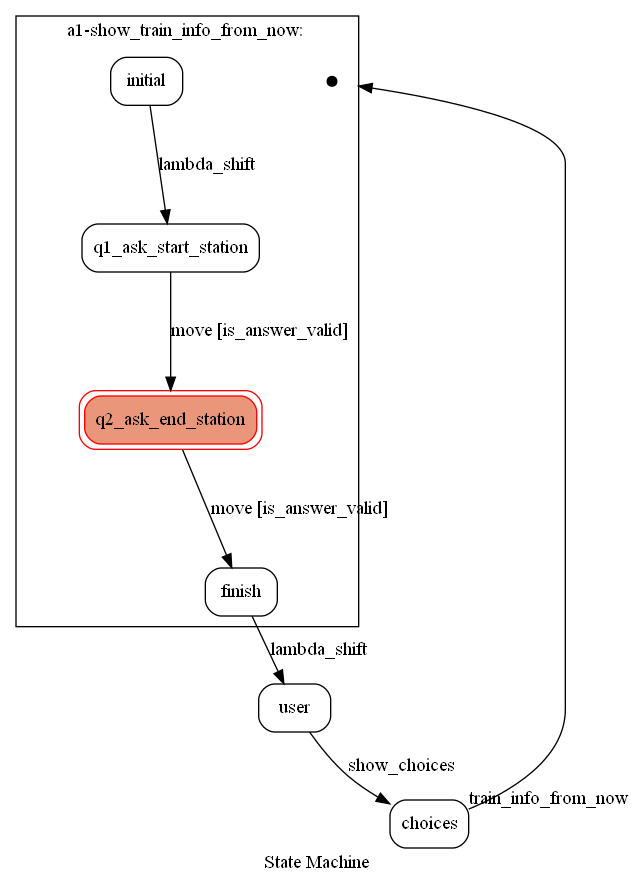 a1-show_train_info_from_now:
initial
lambda_shift
q1_ask_start_station
move [is_answer_valid]
q2_ask_end_station
move [is_answer_valid]
finish
lambda_shift
user
show_choices
train_info_from_now
choices
State Machine